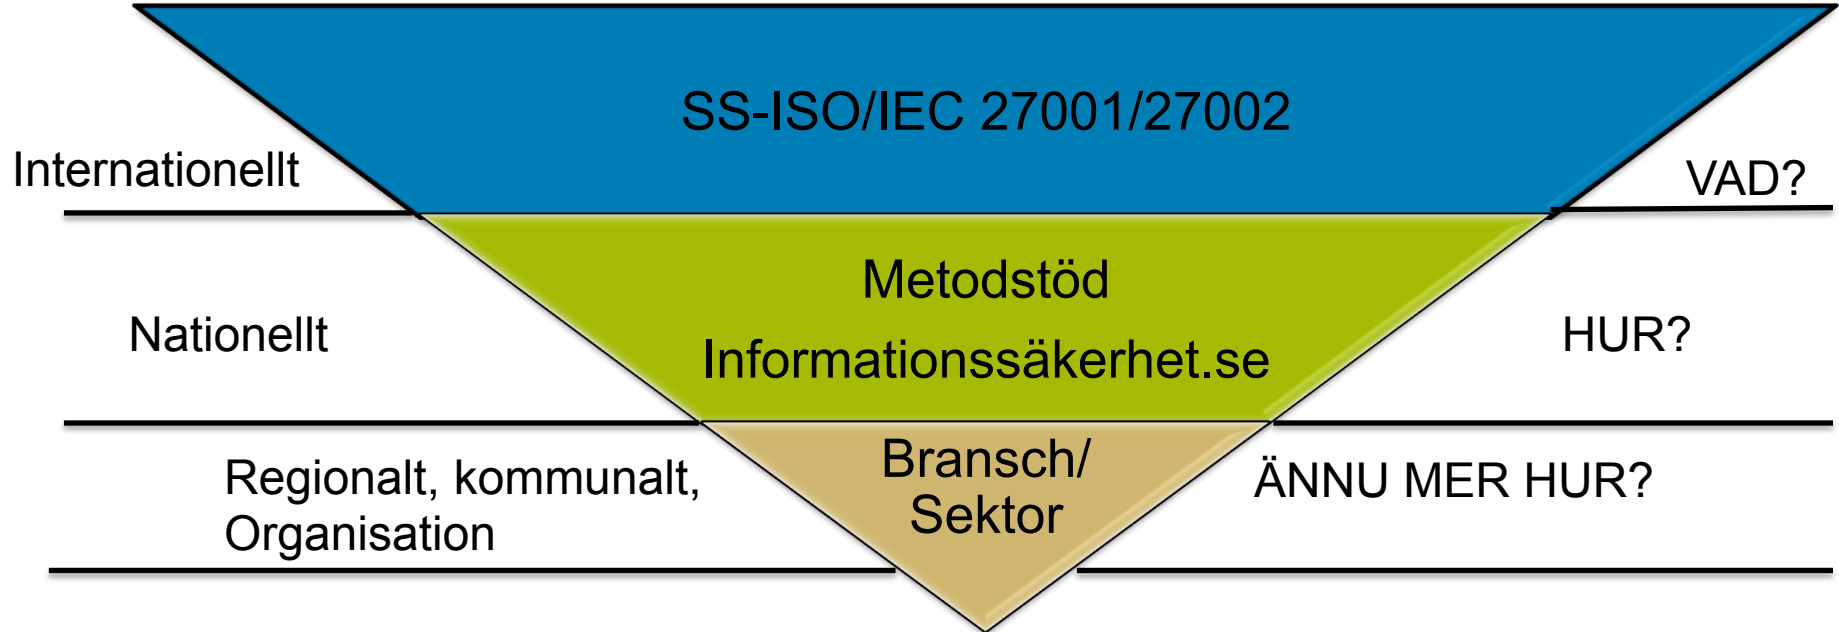 SS-ISO/IEC 27001/27002
Internationellt
VAD?
Metodstöd
Informationssäkerhet.se
Nationellt
HUR?
Bransch/
Sektor
Regionalt, kommunalt,
Organisation
ÄNNU MER HUR?